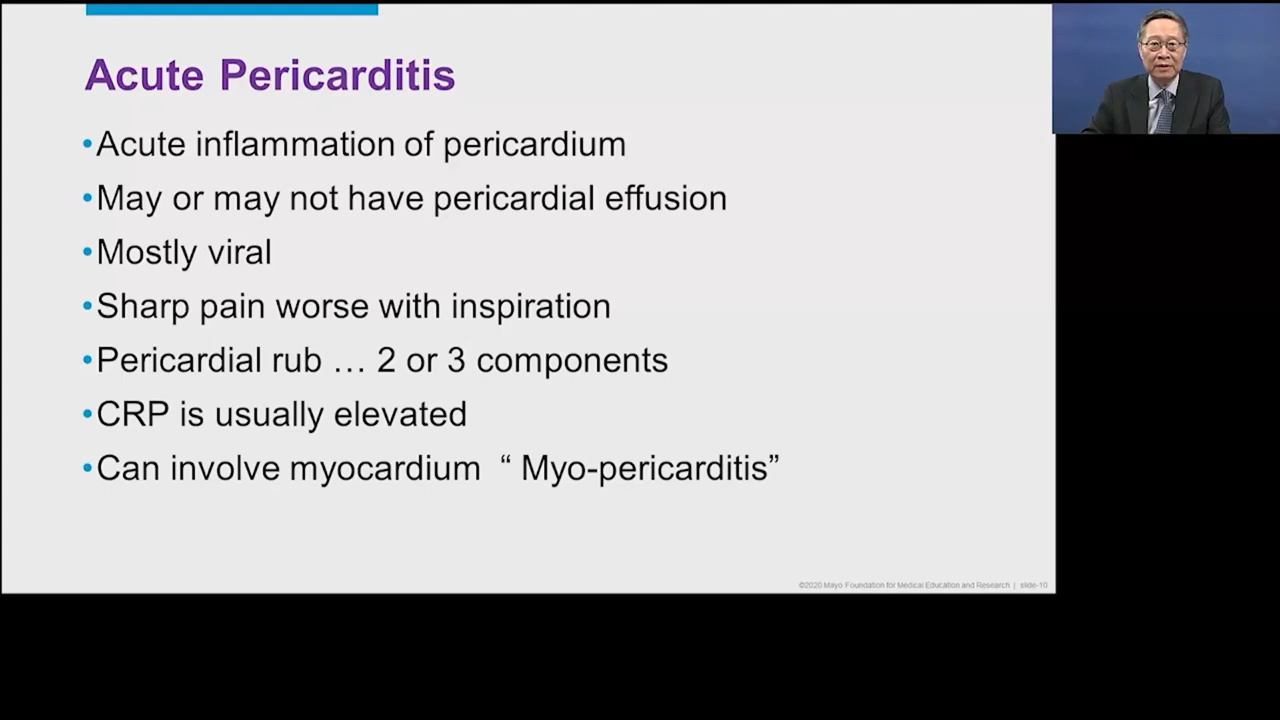 Acute Pericarditis
•Acute inflammation of pericardium
•May or may not have pericardial effusion
•Mostly viral
•Sharp pain worse with inspiration
•Pericardial rub … 2 or 3 components
•CRP is usually elevated
•Can involve myocardium “ Myo-pericarditis”
©2020 Mayo Foundation for Medical Education and Research | slide-10